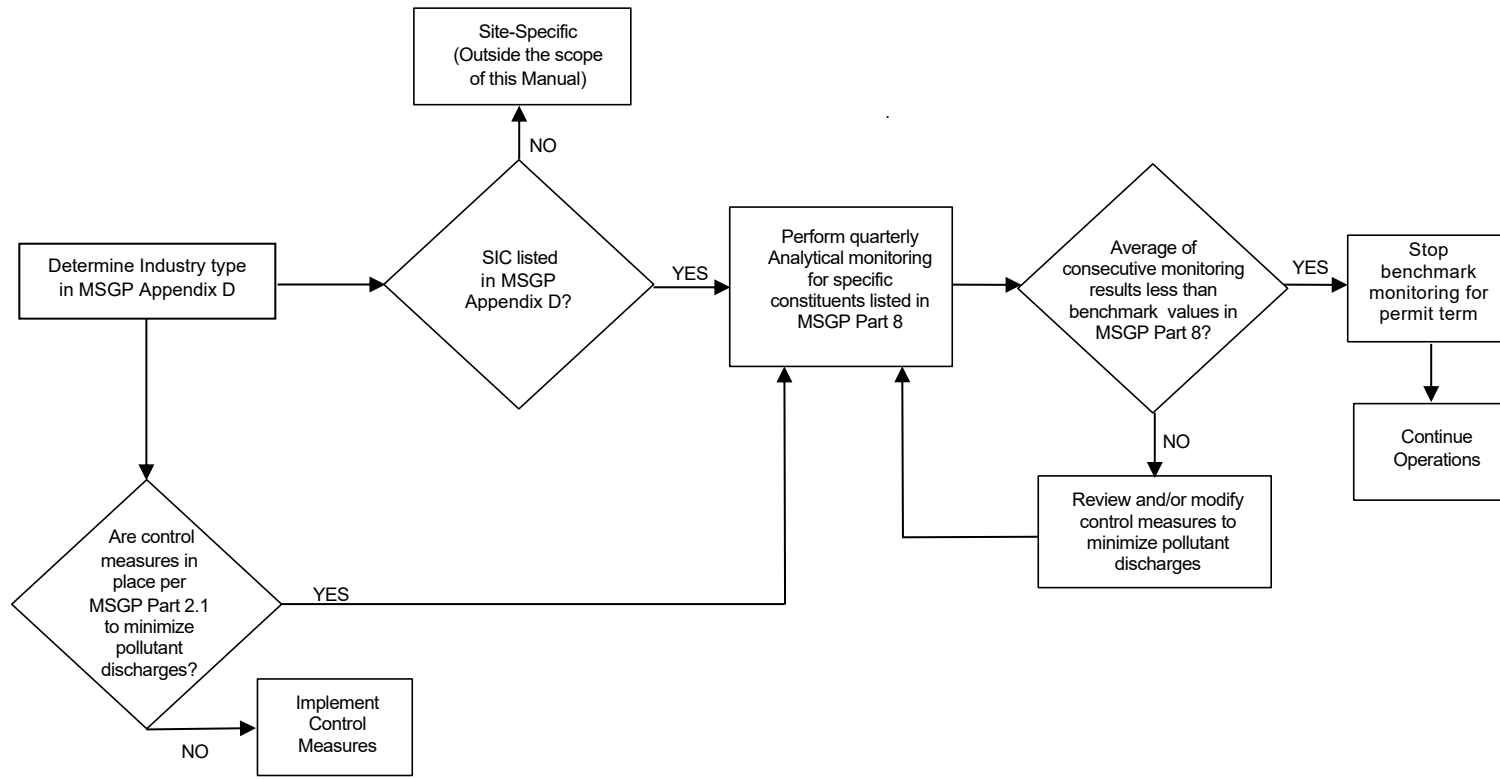 Site-Specific
(Outside the scope
of this Manual)
NO
Determine Industry type
in MSGP Appendix D
SIC listed
in MSGP
Appendix D?
YES
Perform quarterly
Analytical monitoring
for specific
constituents listed in
MSGP Part 8
Average of
consecutive monitoring
results less than
benchmark values in
MSGP Part 8?
YES
Stop
benchmark
monitoring for
permit term
Continue
Operations
NO
Review and/or modify
control measures to
minimize pollutant
discharges
Are control
measures in
place per
MSGP Part 2.1
to minimize
pollutant
discharges?
YES
NO
Implement
Control
Measures